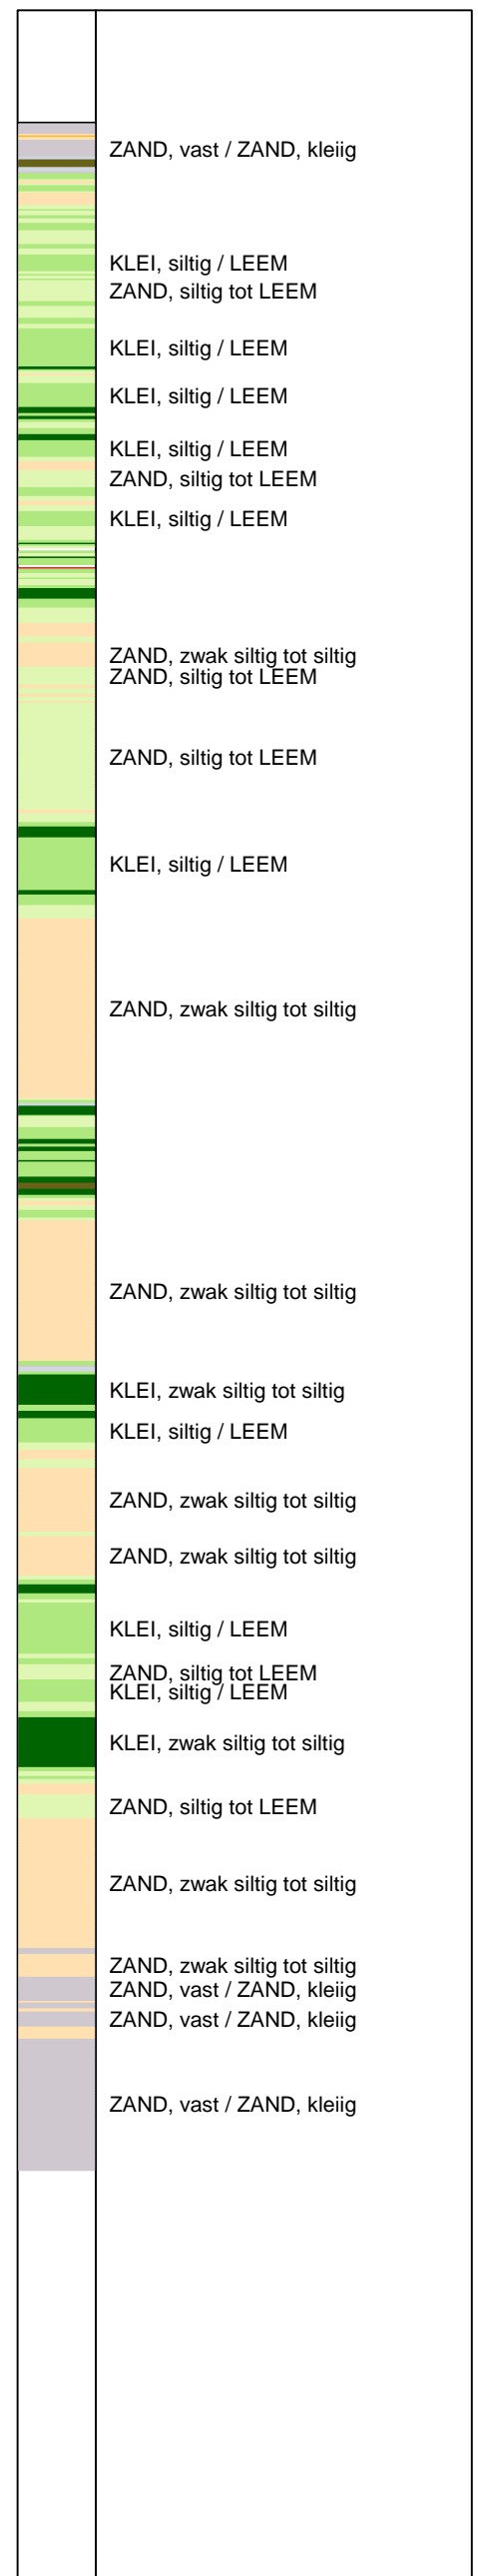 ZAND, vast / ZAND, kleiig
KLEI, siltig / LEEM
ZAND, siltig tot LEEM
KLEI, siltig / LEEM
KLEI, siltig / LEEM
KLEI, siltig / LEEM
ZAND, siltig tot LEEM
KLEI, siltig / LEEM
ZAND, zwak siltig tot siltig
ZAND, siltig tot LEEM
ZAND, siltig tot LEEM
KLEI, siltig / LEEM
ZAND, zwak siltig tot siltig
ZAND, zwak siltig tot siltig
KLEI, zwak siltig tot siltig
KLEI, siltig / LEEM
ZAND, zwak siltig tot siltig
ZAND, zwak siltig tot siltig
KLEI, siltig / LEEM
ZAND, siltig tot LEEM
KLEI, siltig / LEEM
KLEI, zwak siltig tot siltig
ZAND, siltig tot LEEM
ZAND, zwak siltig tot siltig
ZAND, zwak siltig tot siltig
ZAND, vast / ZAND, kleiig
ZAND, vast / ZAND, kleiig
ZAND, vast / ZAND, kleiig